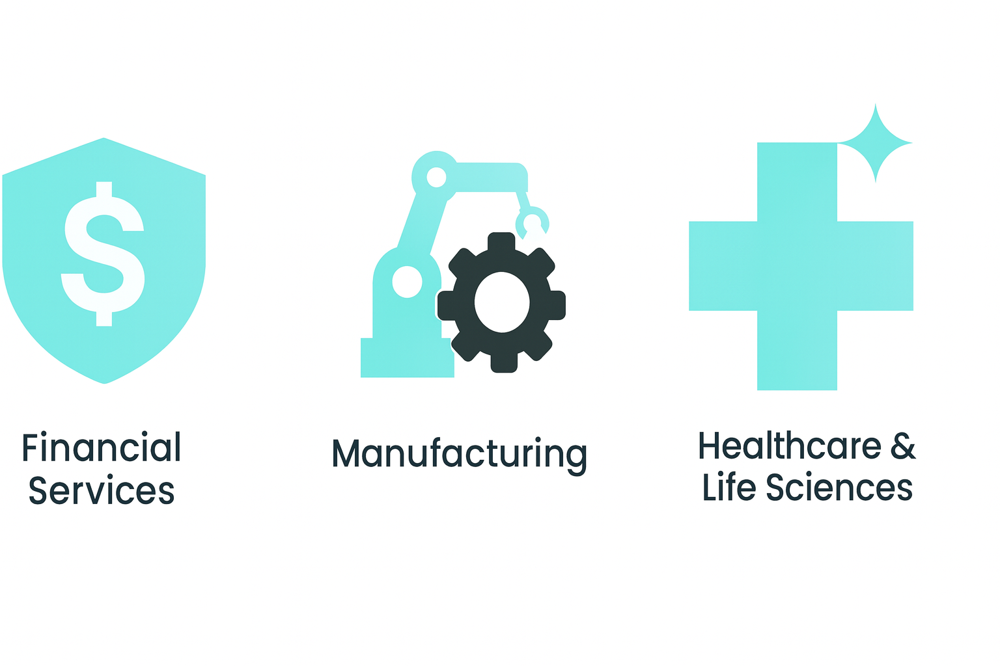 $
Financial
Services
Manufacturing
Healthcare &
Life Sciences